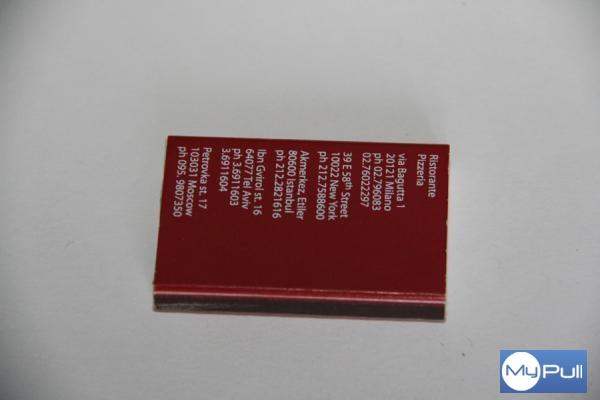 Ristorante
Pizzeria
via Bagutta 1
20121 Milano
ph 02.796083
02.76022297
39 E 58th Street
10022 New York
ph 212.7588600
Akmerkez, Etiler
80600 Istanbul
ph 212.2821616
Ibn Gvirol st. 16
64077 Tel Aviv
ph 3.6911603
3.6911604
Petrovka st. 17
103031 Moscow
ph 095. 9807350
MyPull